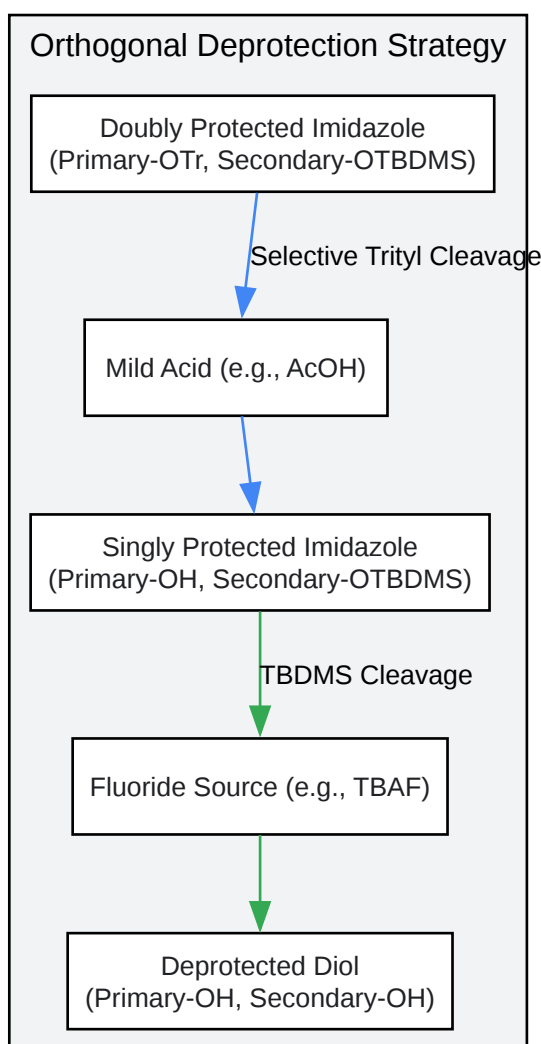 Orthogonal Deprotection Strategy
Doubly Protected Imidazole
(Primary-OTr, Secondary-OTBDMS)
Selective Trityl Cleavage
Mild Acid (e.g., AcOH)
Singly Protected Imidazole
(Primary-OH, Secondary-OTBDMS)
TBDMS Cleavage
Fluoride Source (e.g., TBAF)
Deprotected Diol
(Primary-OH, Secondary-OH)